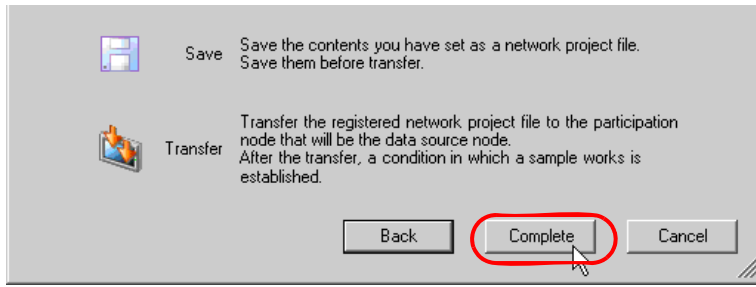 Save
Save the contents you have set as a network project file.
Save them before transfer.
Transfer
Transfer the registered network project file to the participation
node that will be the data source node.
After the transfer, a condition in which a sample works is
established.
Back
Complete
Cancel